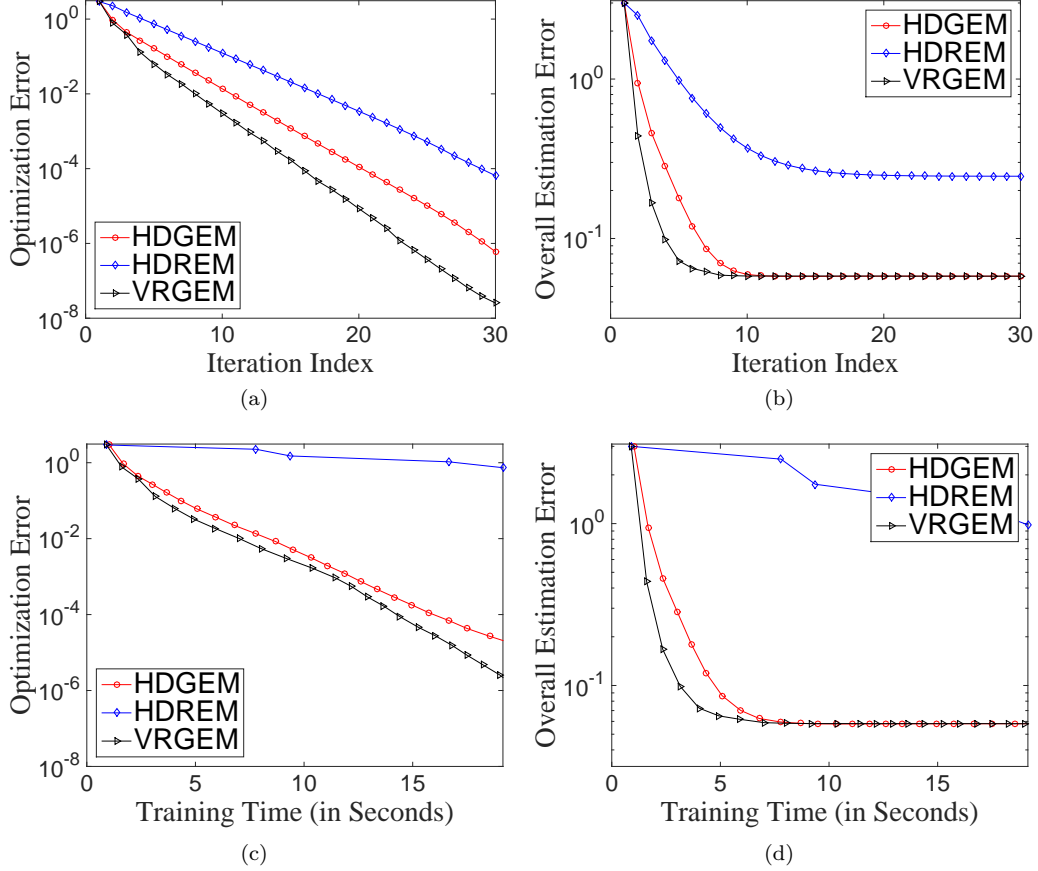 Optimization Error
10^0
10^-2
10^-4
10^-6
10^-8
HDGEM
HDREM
VRGEM
0
10
20
30
Iteration Index
(a)
Overall Estimation Error
10^0
10^-1
HDGEM
HDREM
VRGEM
0
10
20
30
Iteration Index
(b)
Optimization Error
10^0
10^-2
10^-4
10^-6
10^-8
HDGEM
HDREM
VRGEM
0
5
10
15
Training Time (in Seconds)
(c)
Overall Estimation Error
10^0
10^-1
HDGEM
HDREM
VRGEM
0
5
10
15
Training Time (in Seconds)
(d)